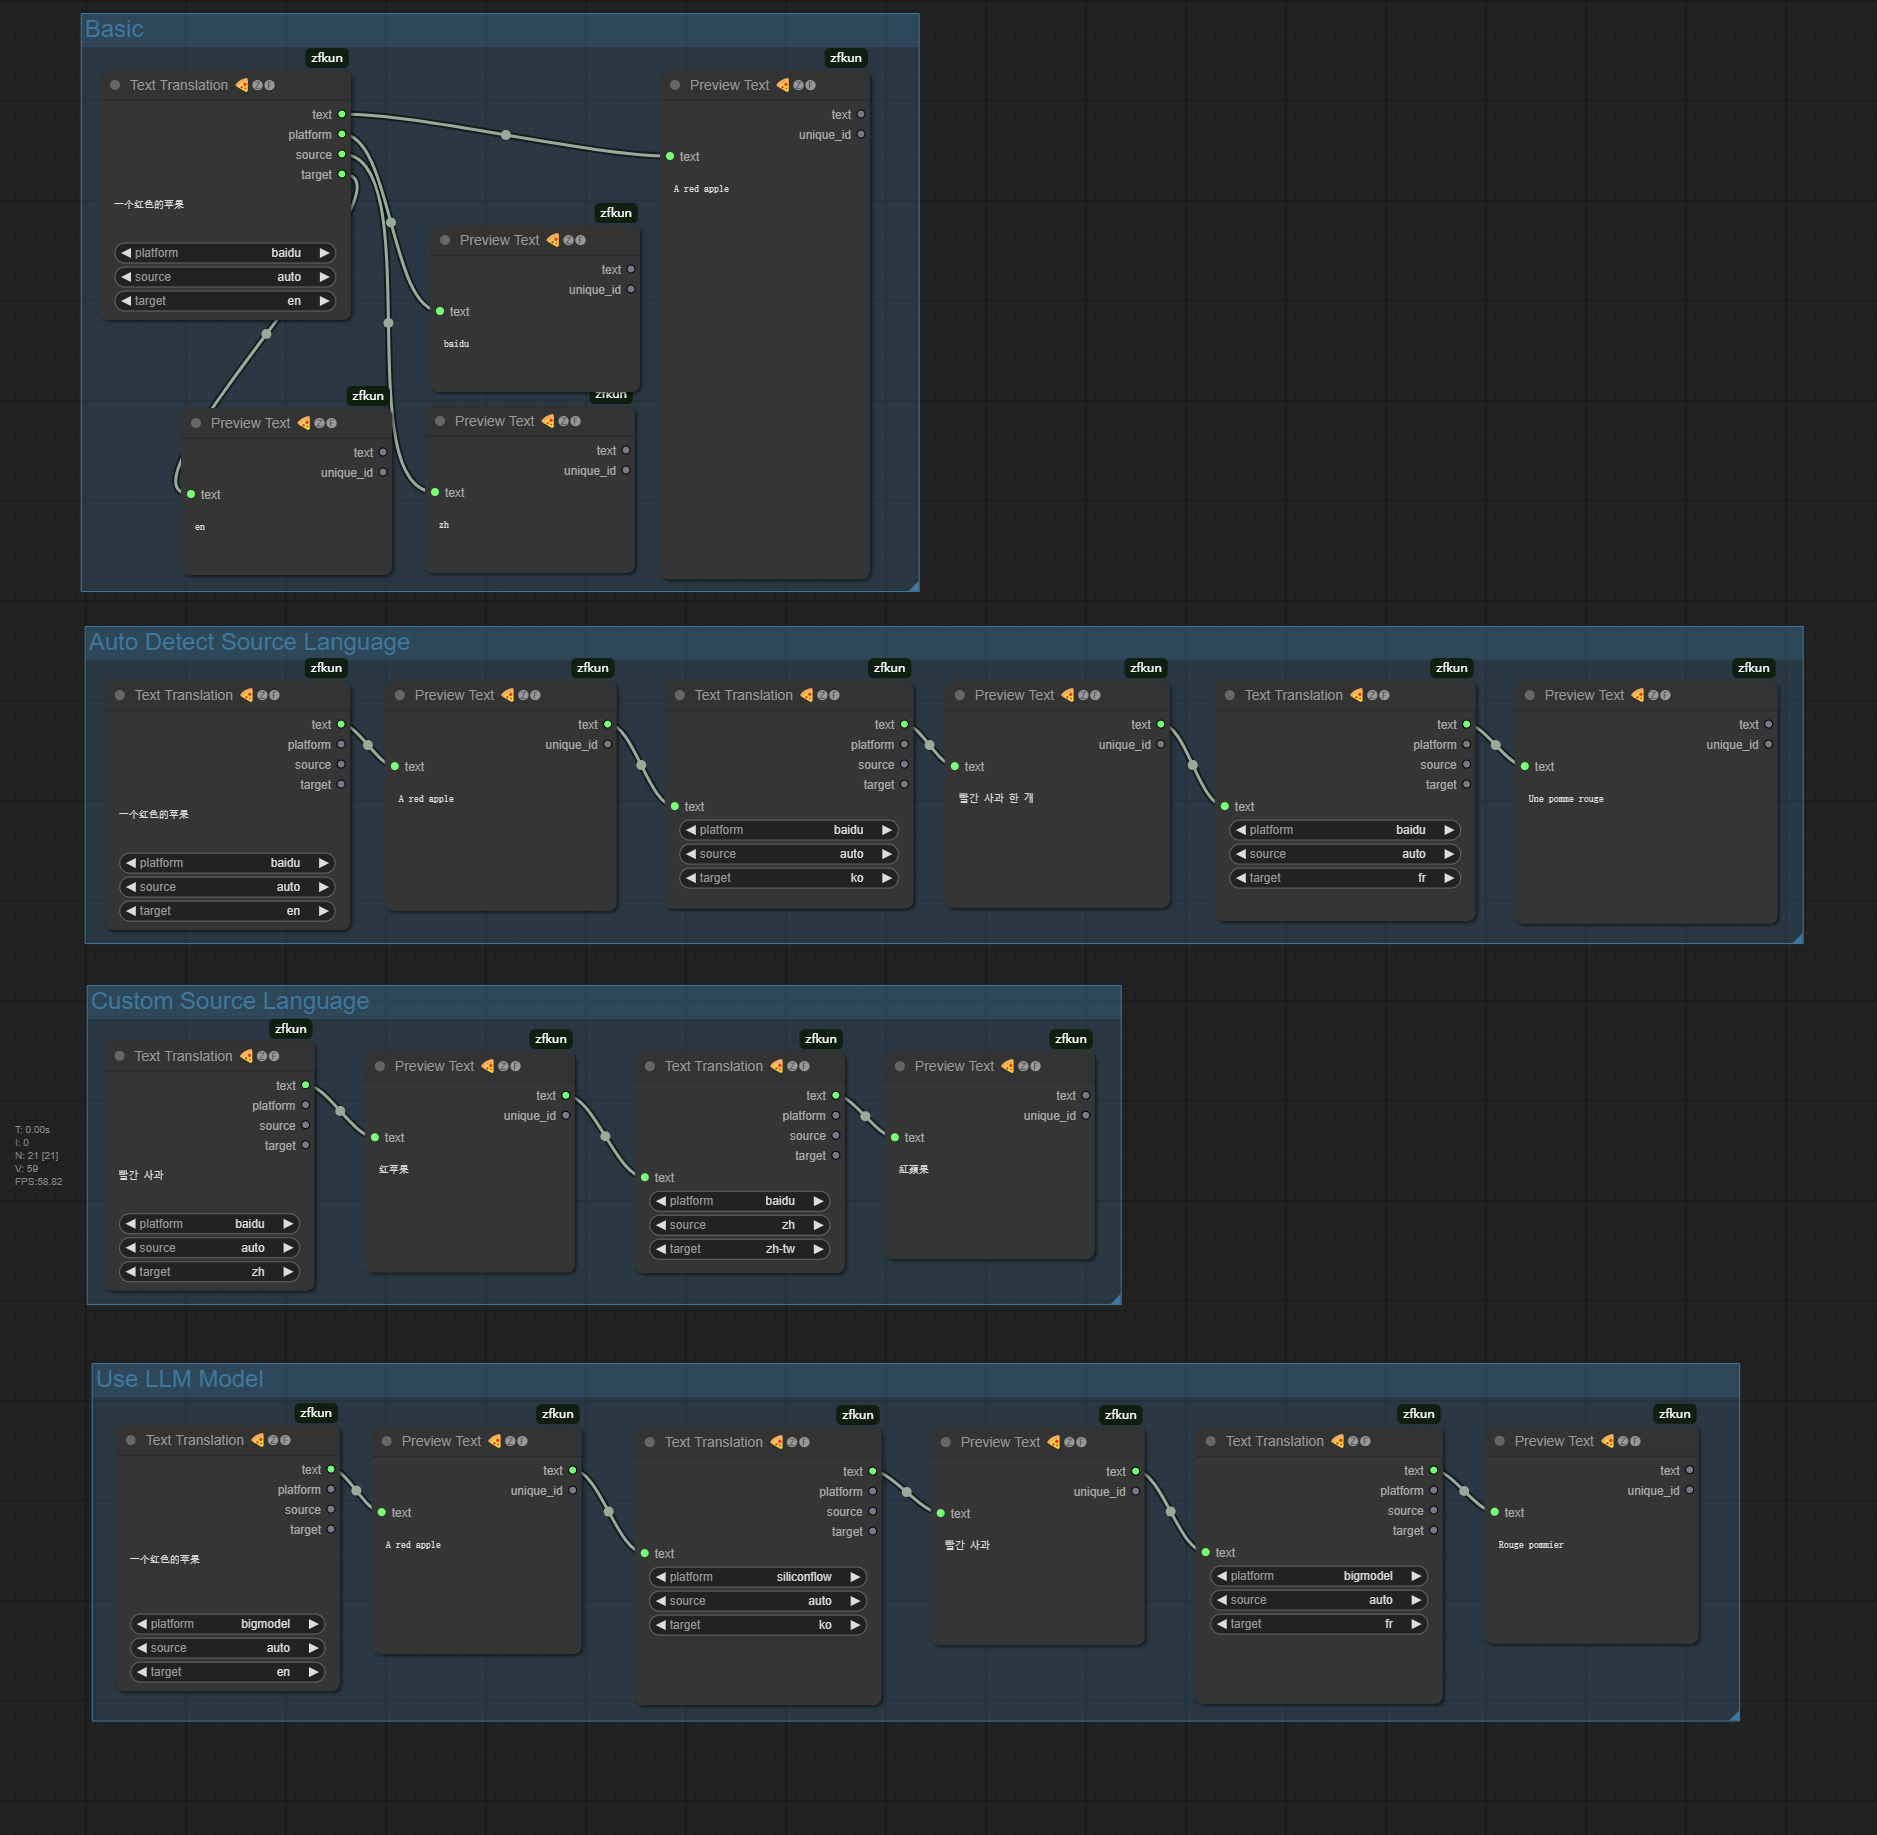 Basic
zfkun
Text Translation 🍕🅩🅕
text
platform
source
target
一个红色的苹果
platform baidu
source auto
target en
zfkun
Preview Text 🍕🅩🅕
text
unique_id
text
A red apple
zfkun
Preview Text 🍕🅩🅕
text
unique_id
text
baidu
zfkun
Preview Text 🍕🅩🅕
text
unique_id
text
en
zfkun
Preview Text 🍕🅩🅕
text
unique_id
text
zh
Auto Detect Source Language
zfkun
Text Translation 🍕🅩🅕
text
platform
source
target
一个红色的苹果
platform baidu
source auto
target en
zfkun
Preview Text 🍕🅩🅕
text
unique_id
text
A red apple
zfkun
Text Translation 🍕🅩🅕
text
platform
source
target
text
platform baidu
source auto
target ko
zfkun
Preview Text 🍕🅩🅕
text
unique_id
text
빨간 사과 한 개
zfkun
Text Translation 🍕🅩🅕
text
platform
source
target
text
platform baidu
source auto
target fr
zfkun
Preview Text 🍕🅩🅕
text
unique_id
text
Une pomme rouge
Custom Source Language
zfkun
Text Translation 🍕🅩🅕
text
platform
source
target
빨간 사과
platform baidu
source auto
target zh
zfkun
Preview Text 🍕🅩🅕
text
unique_id
text
红苹果
zfkun
Text Translation 🍕🅩🅕
text
platform
source
target
text
platform baidu
source zh
target zh-tw
zfkun
Preview Text 🍕🅩🅕
text
unique_id
text
紅蘋果
T: 0.00s
I: 0
N: 21 [21]
V: 59
FPS:58.82
Use LLM Model
zfkun
Text Translation 🍕🅩🅕
text
platform
source
target
一个红色的苹果
platform bigmodel
source auto
target en
zfkun
Preview Text 🍕🅩🅕
text
unique_id
text
A red apple
zfkun
Text Translation 🍕🅩🅕
text
platform
source
target
text
platform siliconflow
source auto
target ko
zfkun
Preview Text 🍕🅩🅕
text
unique_id
text
빨간 사과
zfkun
Text Translation 🍕🅩🅕
text
platform
source
target
text
platform bigmodel
source auto
target fr
zfkun
Preview Text 🍕🅩🅕
text
unique_id
text
Rouge pommier